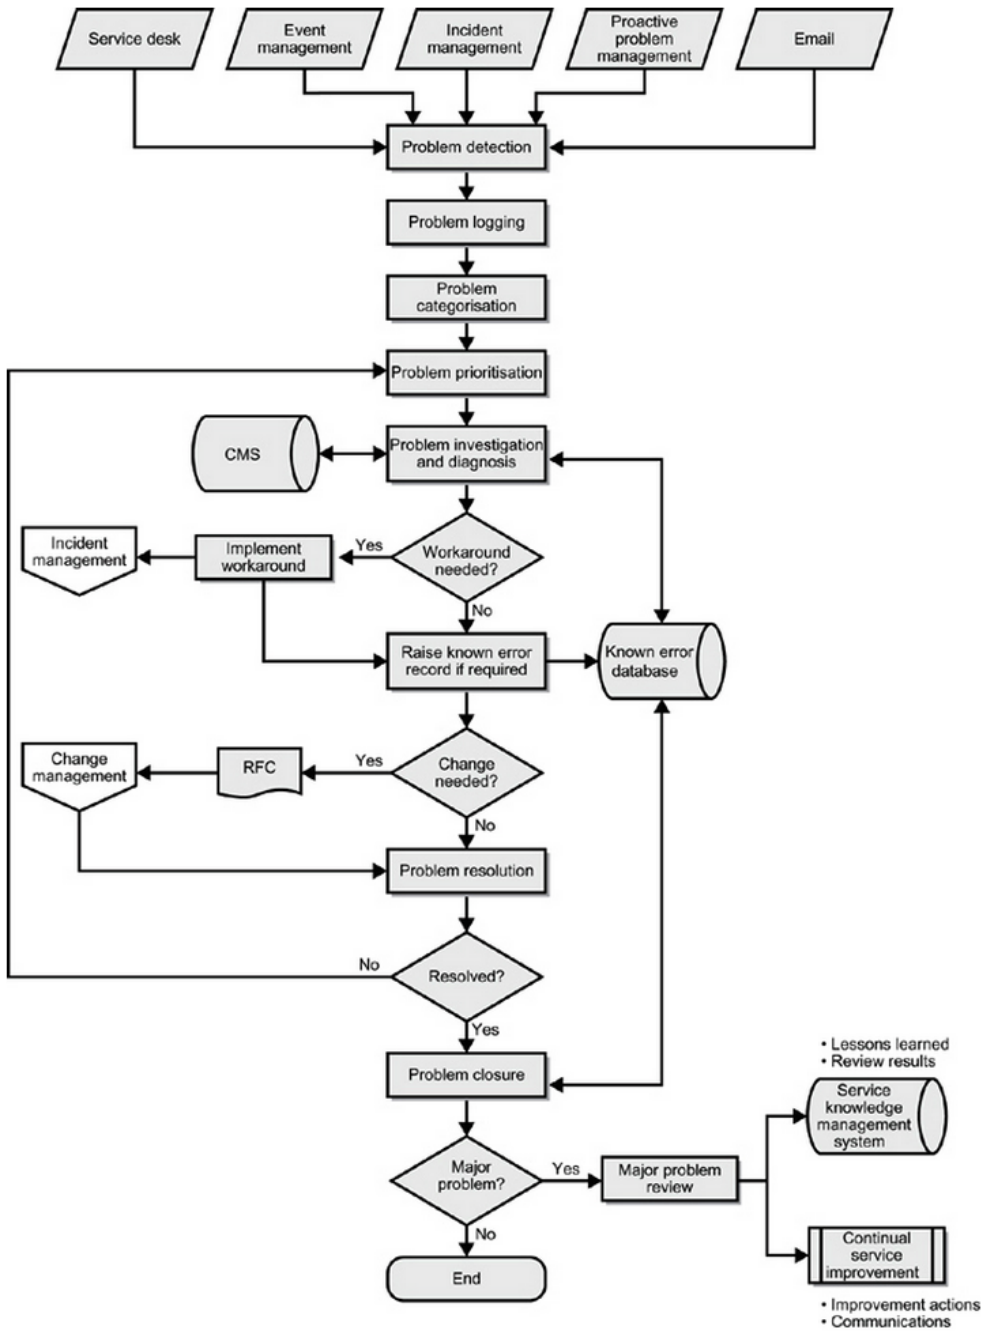 Service desk
Event
management
Incident
management
Proactive
problem
management
Email
Problem detection
Problem logging
Problem
categorisation
Problem prioritisation
CMS
Problem investigation
and diagnosis
Incident
management
Implement
workaround
Yes
Workaround
needed?
No
Raise known error
record if required
Known error
database
Change
management
RFC
Yes
Change
needed?
No
Problem resolution
No
Resolved?
Yes
Problem closure
• Lessons learned
• Review results
Service
knowledge
management
system
Major
problem?
Yes
Major problem
review
No
Continual
service
improvement
End
• Improvement actions
• Communications